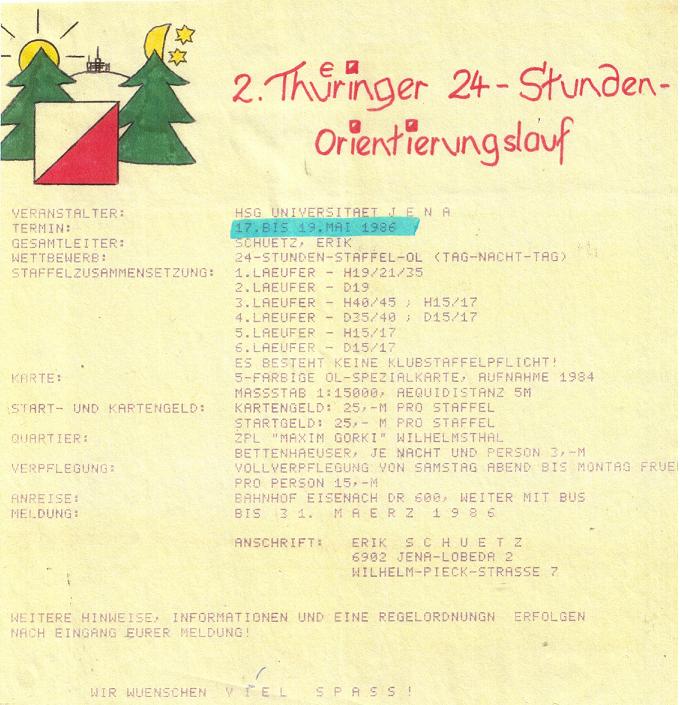 2. Thüringer 24-Stunden-
Orientierungslauf
VERANSTALTER: HSG UNIVERSITAET J E N A
TERMIN: 17.BIS 19.MAI 1986
GESAMTLEITER: SCHUETZ, ERIK
WETTBEWERB: 24-STUNDEN-STAFFEL-OL (TAG-NACHT-TAG)
STAFFELZUSAMMENSETZUNG: 1.LAEUFER - H19/21/35
2.LAEUFER - D19
3.LAEUFER - H40/45 ; H15/17
4.LAEUFER - D35/40 ; D15/17
5.LAEUFER - H15/17
6.LAEUFER - D15/17
ES BESTEHT KEINE KLUBSTAFFELPFLICHT!
KARTE: 5-FARBIGE OL-SPEZIALKARTE, AUFNAHME 1984
MASSSTAB 1:15000, AEQUIDISTANZ 5M
START- UND KARTENGELD: KARTENGELD: 25,-M PRO STAFFEL
STARTGELD: 25,- M PRO STAFFEL
QUARTIER: ZPL "MAXIM GORKI" WILHELMSTHAL
BETTENHAEUSER, JE NACHT UND PERSON 3,-M
VERPFLEGUNG: VOLLVERPFLEGUNG VON SAMSTAG ABEND BIS MONTAG FRUE
PRO PERSON 15,-M
ANREISE: BAHNHOF EISENACH DR 600, WEITER MIT BUS
MELDUNG: BIS 3 1. M A E R Z 1 9 8 6
ANSCHRIFT: ERIK S C H U E T Z
6902 JENA-LOBEDA 2
WILHELM-PIECK-STRASSE 7
WEITERE HINWEISE, INFORMATIONEN UND EINE REGELORDNUNGN ERFOLGEN
NACH EINGANG EURER MELDUNG!
WIR WUENSCHEN V I E L S P A S S !